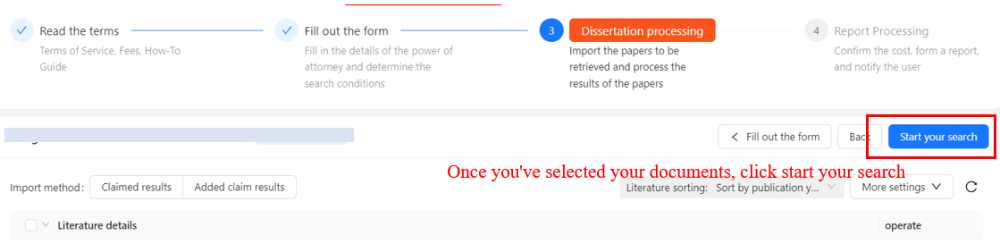 Read the terms
Terms of Service, Fees, How-To
Guide
Fill out the form
Fill in the details of the power of
attorney and determine the
search conditions
3
Dissertation processing
Import the papers to be
retrieved and process the
results of the papers
4
Report Processing
Confirm the cost, form a report,
and notify the user
Fill out the form
Back
Start your search
Once you've selected your documents, click start your search
Import method:
Claimed results
Added claim results
Literature sorting:
Sort by publication y...
More settings
Literature details
operate